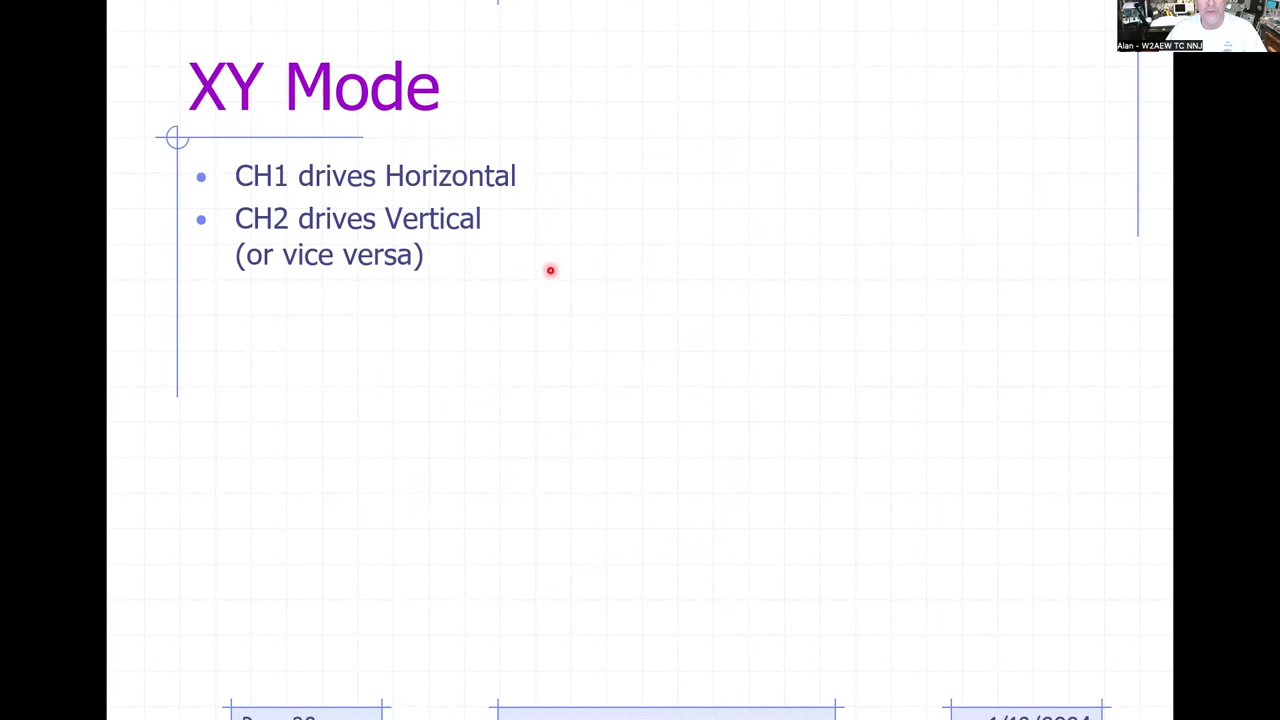 Alan - W2AEW TC NNJ
XY Mode
CH1 drives Horizontal
CH2 drives Vertical
(or vice versa)